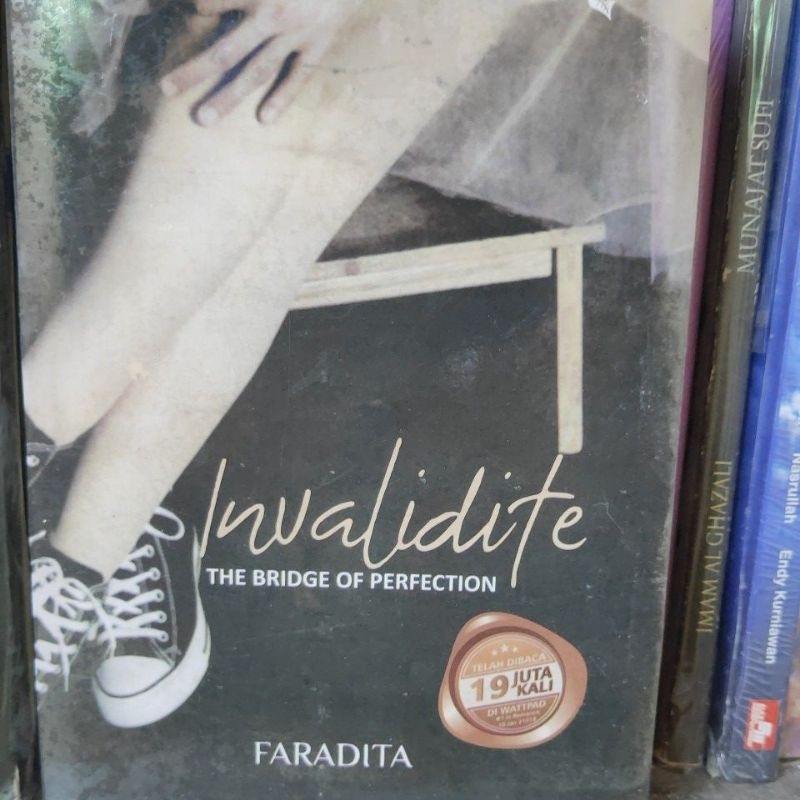 Invalidite
THE BRIDGE OF PERFECTION
TELAH DIBACA
19 JUTA
KALI
DI WATTPAD
FARADITA
MUNAJAT SUFI
IMAM AL GHAZALI
Nasrullah
Endy Kurniawan